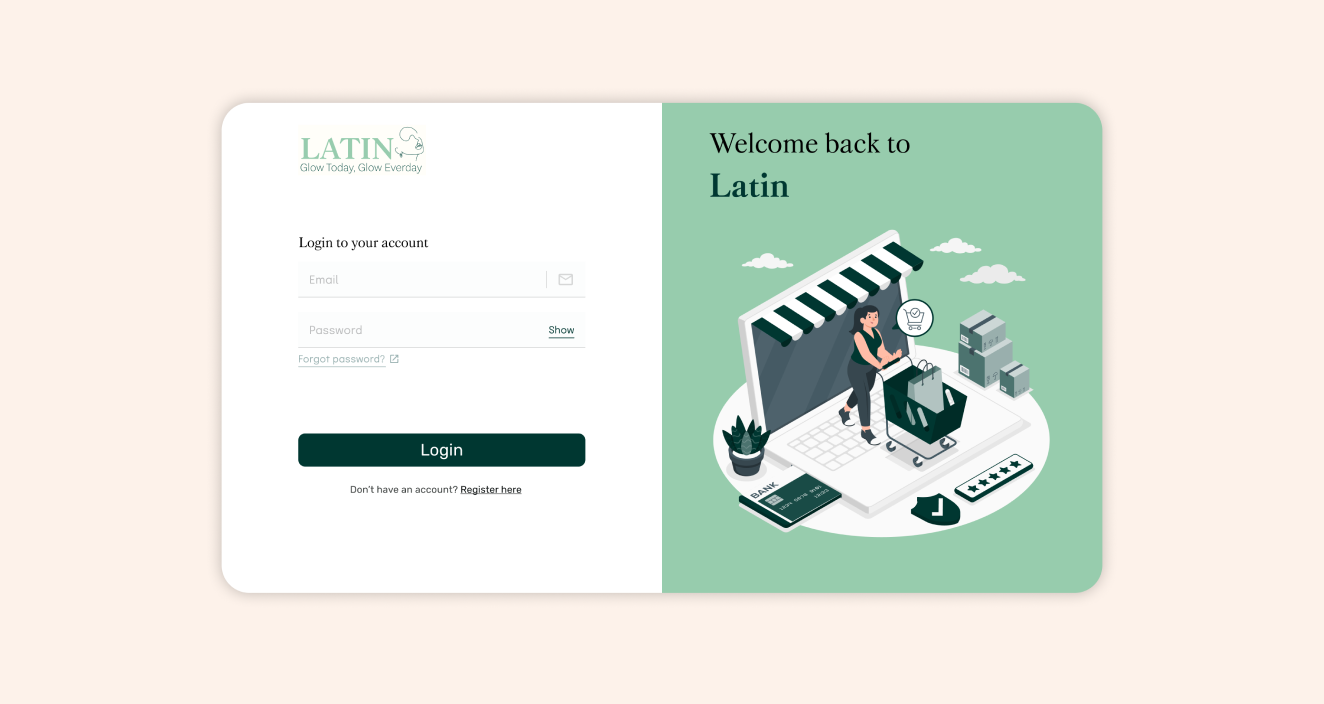 LATIN
Glow Today, Glow Everday
Login to your account
Email
Password
Show
Forgot password?
Login
Don't have an account? Register here
Welcome back to
Latin
BANK